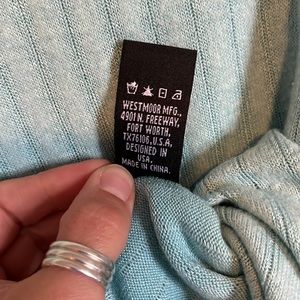 WESTMOOR MFG.,
4901 N. FREEWAY,
FORT WORTH,
TX76106,U.S.A,
DESIGNED IN
USA.
MADE IN CHINA.